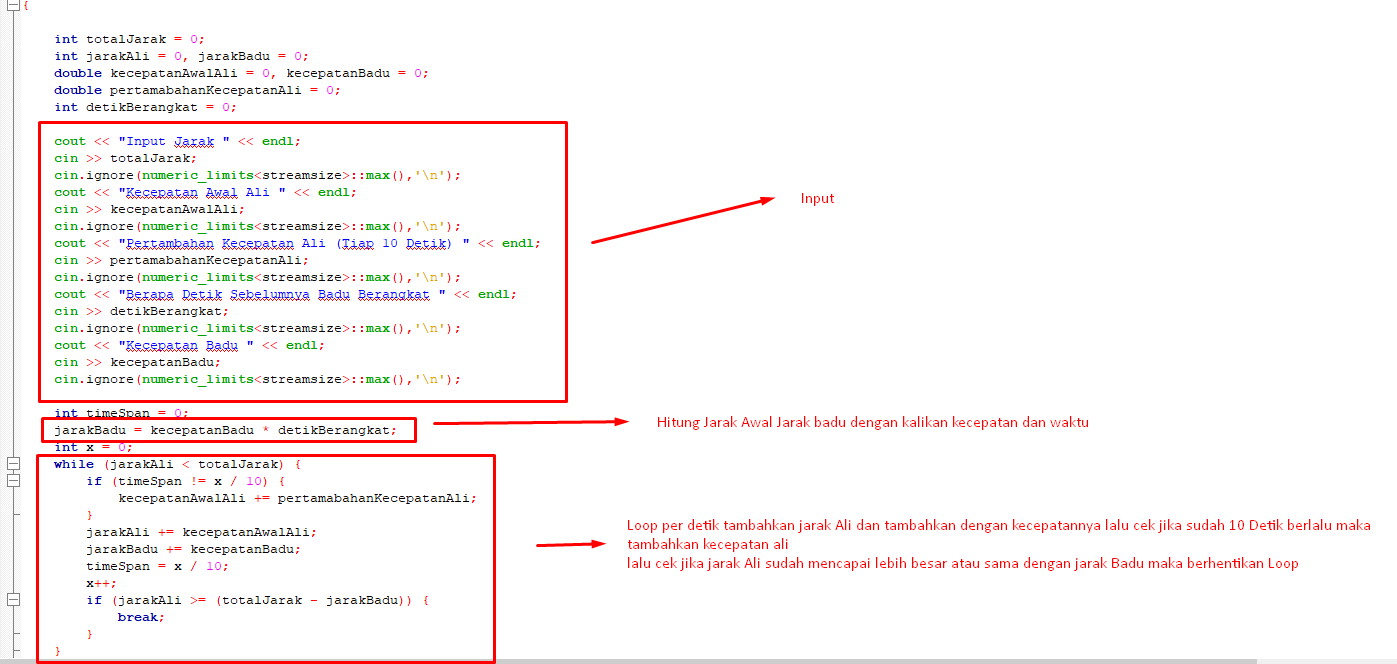 {
int totalJarak = 0;
int jarakAli = 0, jarakBadu = 0;
double kecepatanAwalAli = 0, kecepatanBadu = 0;
double pertamabahanKecepatanAli = 0;
int detikBerangkat = 0;
cout << "Input Jarak " << endl;
cin >> totalJarak;
cin.ignore(numeric_limits<streamsize>::max(),'\n');
cout << "Kecepatan Awal Ali " << endl;
cin >> kecepatanAwalAli;
cin.ignore(numeric_limits<streamsize>::max(),'\n');
cout << "Pertambahan Kecepatan Ali (Tiap 10 Detik) " << endl;
cin >> pertamabahanKecepatanAli;
cin.ignore(numeric_limits<streamsize>::max(),'\n');
cout << "Berapa Detik Sebelumnya Badu Berangkat " << endl;
cin >> detikBerangkat;
cin.ignore(numeric_limits<streamsize>::max(),'\n');
cout << "Kecepatan Badu " << endl;
cin >> kecepatanBadu;
cin.ignore(numeric_limits<streamsize>::max(),'\n');
Input
int timeSpan = 0;
jarakBadu = kecepatanBadu * detikBerangkat;
Hitung Jarak Awal Jarak badu dengan kalikan kecepatan dan waktu
int x = 0;
while (jarakAli < totalJarak) {
if (timeSpan != x / 10) {
kecepatanAwalAli += pertamabahanKecepatanAli;
}
jarakAli += kecepatanAwalAli;
jarakBadu += kecepatanBadu;
timeSpan = x / 10;
x++;
if (jarakAli >= (totalJarak - jarakBadu)) {
break;
}
}
Loop per detik tambahkan jarak Ali dan tambahkan dengan kecepatannya lalu cek jika sudah 10 Detik berlalu maka
tambahkan kecepatan ali
lalu cek jika jarak Ali sudah mencapai lebih besar atau sama dengan jarak Badu maka berhentikan Loop